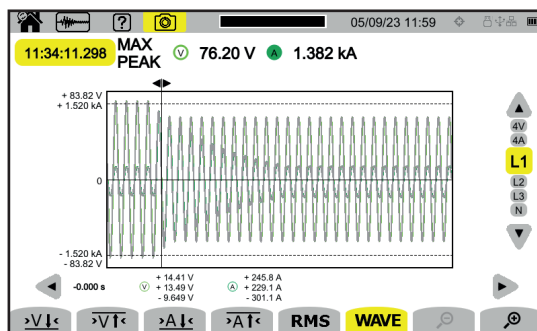 ? 05/09/23 11:59
11:34:11.298 MAX PEAK V 76.20 V A 1.382 kA
+ 83.82 V
+ 1.520 kA
0
- 1.520 kA
- 83.82 V
4V
4A
L1
L2
L3
N
-0.000 s
V + 14.41 V A + 245.8 A
+ 13.49 V + 229.1 A
- 9.649 V - 301.1 A
>V↓< >V↑< >A↓< >A↑< RMS WAVE